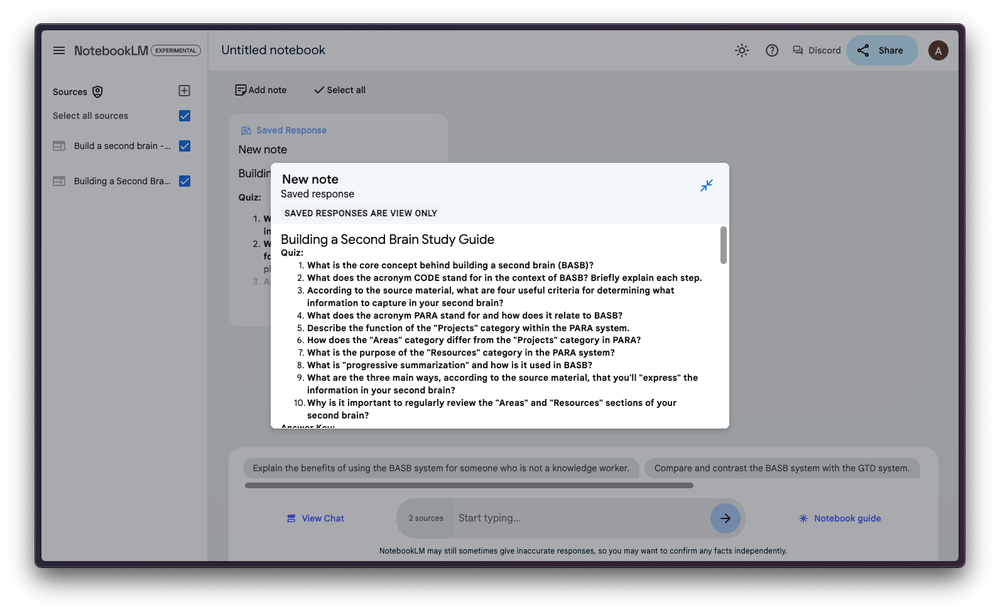 NotebookLM EXPERIMENTAL
Untitled notebook
Discord
Share
A
Sources
Select all sources
Build a second brain -...
Building a Second Bra...
Add note
Select all
Saved Response
New note
Buildin
Quiz:
1. W
in
2. W
fo
pl
3. A
New note
Saved response
SAVED RESPONSES ARE VIEW ONLY
Building a Second Brain Study Guide
Quiz:
1. What is the core concept behind building a second brain (BASB)?
2. What does the acronym CODE stand for in the context of BASB? Briefly explain each step.
3. According to the source material, what are four useful criteria for determining what
information to capture in your second brain?
4. What does the acronym PARA stand for and how does it relate to BASB?
5. Describe the function of the "Projects" category within the PARA system.
6. How does the "Areas" category differ from the "Projects" category in PARA?
7. What is the purpose of the "Resources" category in the PARA system?
8. What is "progressive summarization" and how is it used in BASB?
9. What are the three main ways, according to the source material, that you'll "express" the
information in your second brain?
10. Why is it important to regularly review the "Areas" and "Resources" sections of your
second brain?
Answer Key:
Explain the benefits of using the BASB system for someone who is not a knowledge worker.
Compare and contrast the BASB system with the GTD system.
View Chat
2 sources
Start typing...
Notebook guide
NotebookLM may still sometimes give inaccurate responses, so you may want to confirm any facts independently.